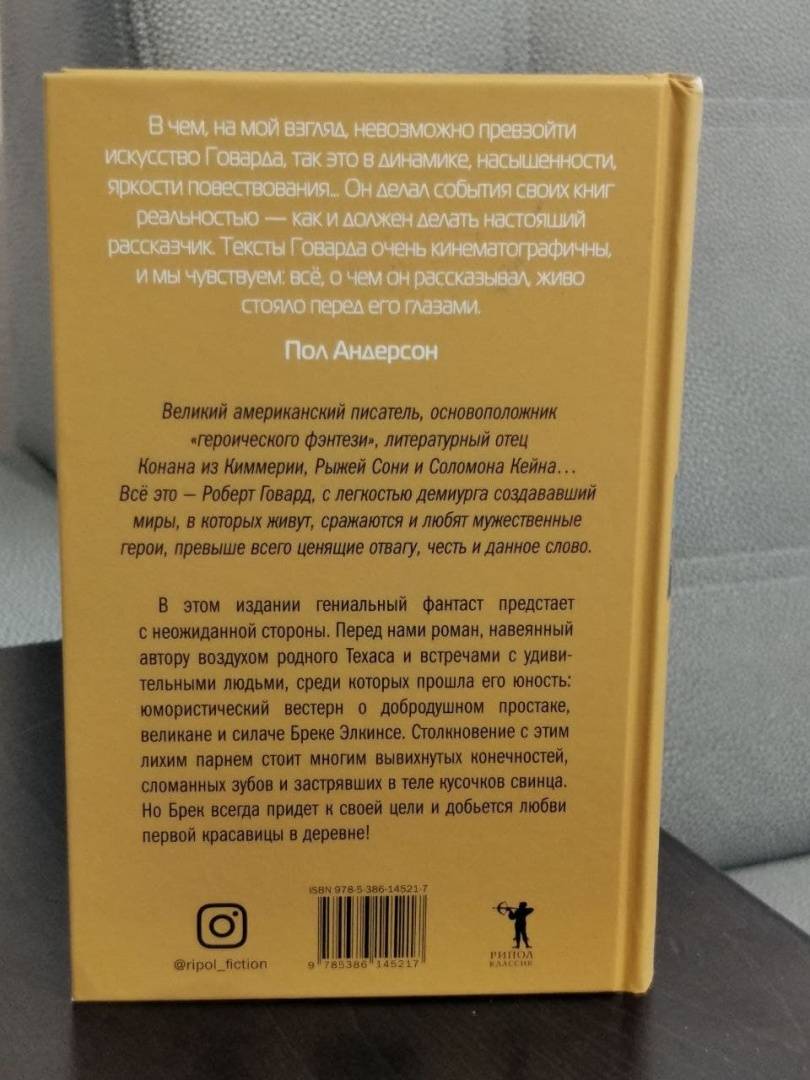 В чем, на мой взгляд, невозможно превзойти
искусство Говарда, так это в динамике, насыщенности,
яркости повествования... Он делал события своих книг
реальностью — как и должен делать настоящий
рассказчик. Тексты Говарда очень кинематографичны,
и мы чувствуем: всё, о чем он рассказывал, живо
стояло перед его глазами.
Пол Андерсон
Великий американский писатель, основоположник
«героического фэнтези», литературный отец
Конана из Киммерии, Рыжей Сони и Соломона Кейна...
Всё это — Роберт Говард, с легкостью демиурга создававший
миры, в которых живут, сражаются и любят мужественные
герои, превыше всего ценящие отвагу, честь и данное слово.
В этом издании гениальный фантаст предстает
с неожиданной стороны. Перед нами роман, навеянный
автору воздухом родного Техаса и встречами с удиви-
тельными людьми, среди которых прошла его юность:
юмористический вестерн о добродушном простаке,
великане и силаче Бреке Элкинсе. Столкновение с этим
лихим парнем стоит многим вывихнутых конечностей,
сломанных зубов и застрявших в теле кусочков свинца.
Но Брек всегда придет к своей цели и добьется любви
первой красавицы в деревне!
ISBN 978-5-386-14521-7
9 785386 145217
@ripol_fiction
РИПОЛ
КЛАССИК